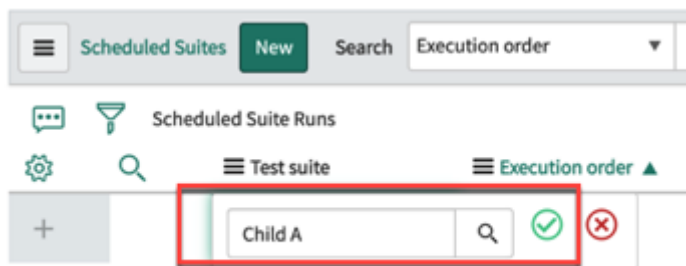 Scheduled Suites New Search Execution order
Scheduled Suite Runs
Test suite Execution order
Child A